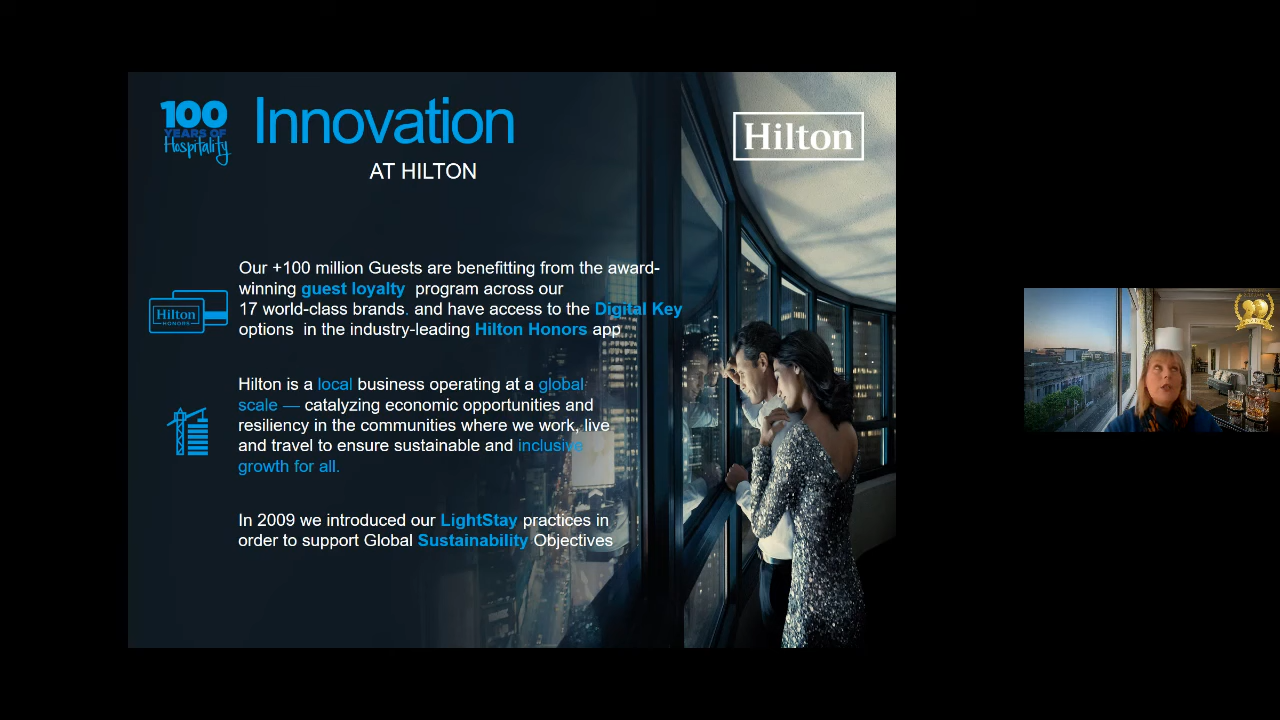 100
YEARS OF
Hospitality
Innovation
AT HILTON
Hilton
Our +100 million Guests are benefitting from the award-
winning guest loyalty program across our
17 world-class brands. and have access to the Digital Key
options in the industry-leading Hilton Honors app
Hilton
HONORS
Hilton is a local business operating at a global
scale — catalyzing economic opportunities and
resiliency in the communities where we work, live
and travel to ensure sustainable and inclusive
growth for all.
In 2009 we introduced our LightStay practices in
order to support Global Sustainability Objectives